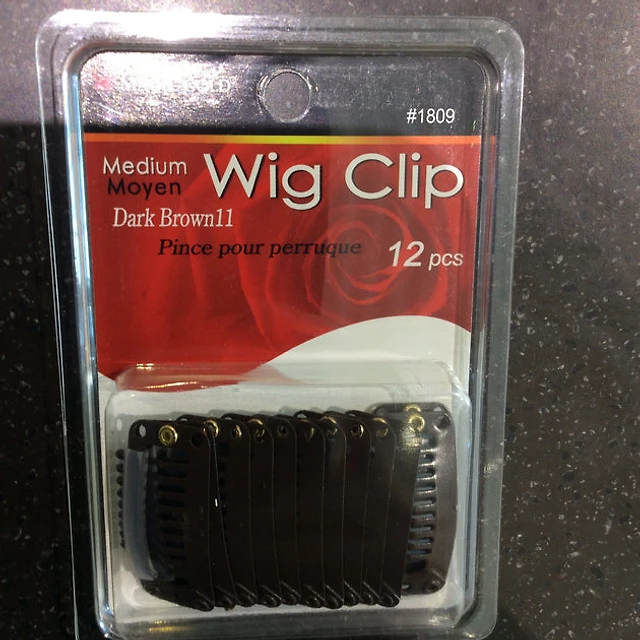 #1809
Medium Wig Clip
Moyen
Dark Brown11
Pince pour perruque
12 pcs